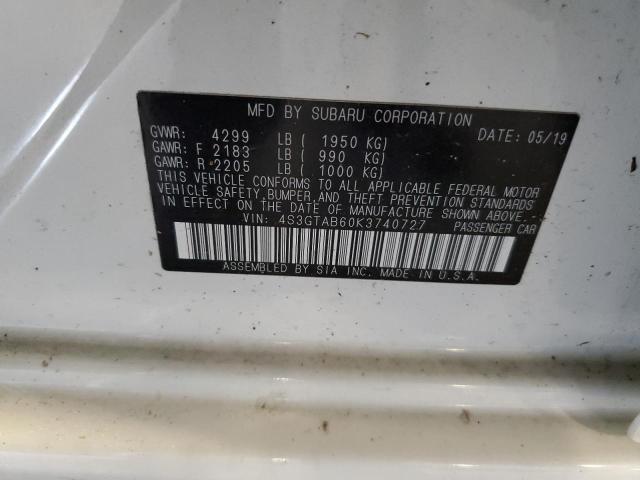 MFD BY SUBARU CORPORATION
GVWR: 4299 LB ( 1950 KG) DATE: 05/19
GAWR: F 2183 LB ( 990 KG)
GAWR: R 2205 LB ( 1000 KG)
THIS VEHICLE CONFORMS TO ALL APPLICABLE FEDERAL MOTOR
VEHICLE SAFETY, BUMPER, AND THEFT PREVENTION STANDARDS
IN EFFECT ON THE DATE OF MANUFACTURE SHOWN ABOVE.
VIN: 4S3GTAB60K3740727 PASSENGER CAR
ASSEMBLED BY SIA INC. MADE IN U.S.A.